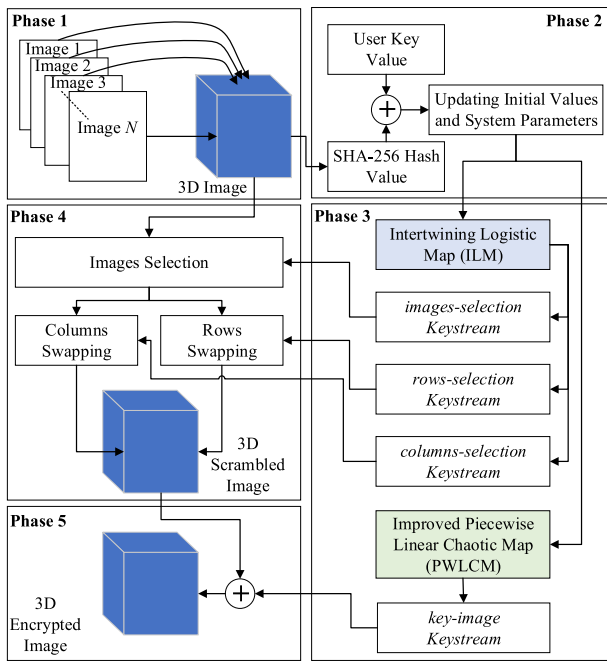 Phase 1
Image 1
Image 2
Image 3
Image N
3D Image
Phase 2
User Key
Value
Updating Initial Values
and System Parameters
SHA-256 Hash
Value
Phase 4
Images Selection
Columns
Swapping
Rows
Swapping
3D
Scrambled
Image
Phase 3
Intertwining Logistic
Map (ILM)
images-selection
Keystream
rows-selection
Keystream
columns-selection
Keystream
Improved Piecewise
Linear Chaotic Map
(PWLCM)
key-image
Keystream
Phase 5
3D
Encrypted
Image